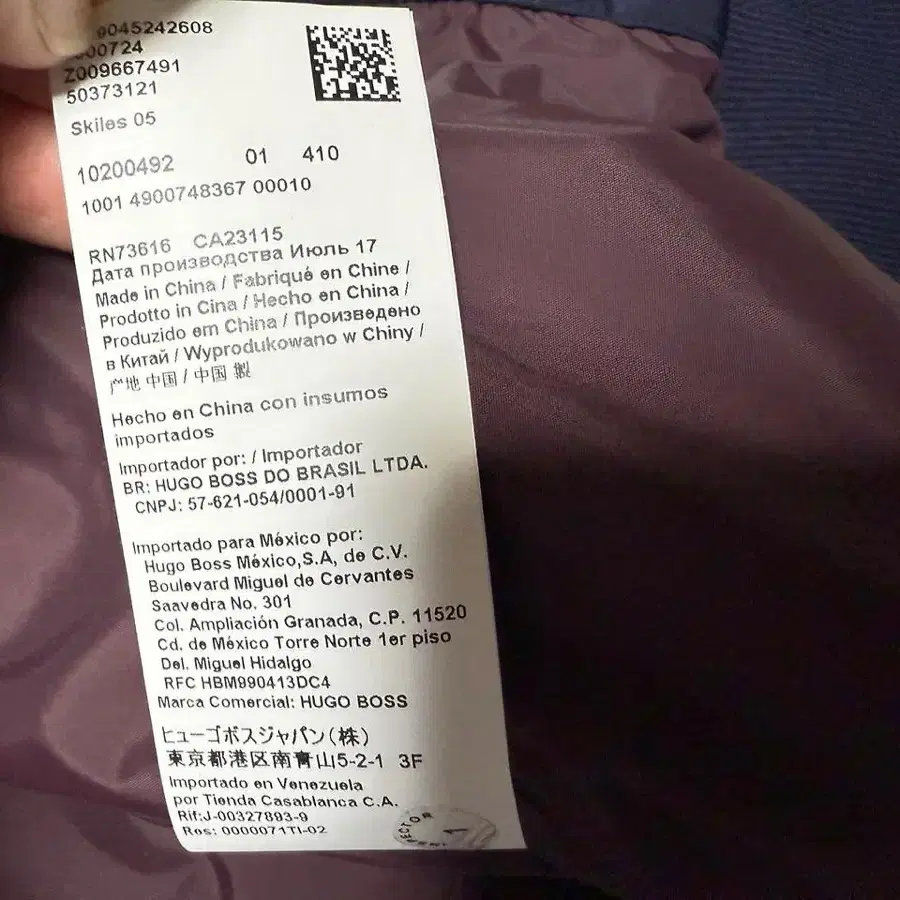 0045242608
000724
Z009667491
50373121
Skiles 05
10200492 01 410
1001 4900748367 00010
RN73616 CA23115
Дата производства Июль 17
Made in China / Fabriqué en Chine /
Prodotto in Cina / Hecho en China /
Produzido em China / Произведено
в Китай / Wyprodukowano w Chiny /
产地 中国 / 中国 製
Hecho en China con insumos
importados
Importador por: / Importador
BR: HUGO BOSS DO BRASIL LTDA.
CNPJ: 57-621-054/0001-91
Importado para México por:
Hugo Boss México,S.A, de C.V.
Boulevard Miguel de Cervantes
Saavedra No. 301
Col. Ampliación Granada, C.P. 11520
Cd. de México Torre Norte 1er piso
Del. Miguel Hidalgo
RFC HBM990413DC4
Marca Comercial: HUGO BOSS
ヒューゴボスジャパン(株)
東京都港区南青山5-2-1 3F
Importado en Venezuela
por Tienda Casablanca C.A.
Rif:J-00327893-9
Res: 0000071TI-02
1